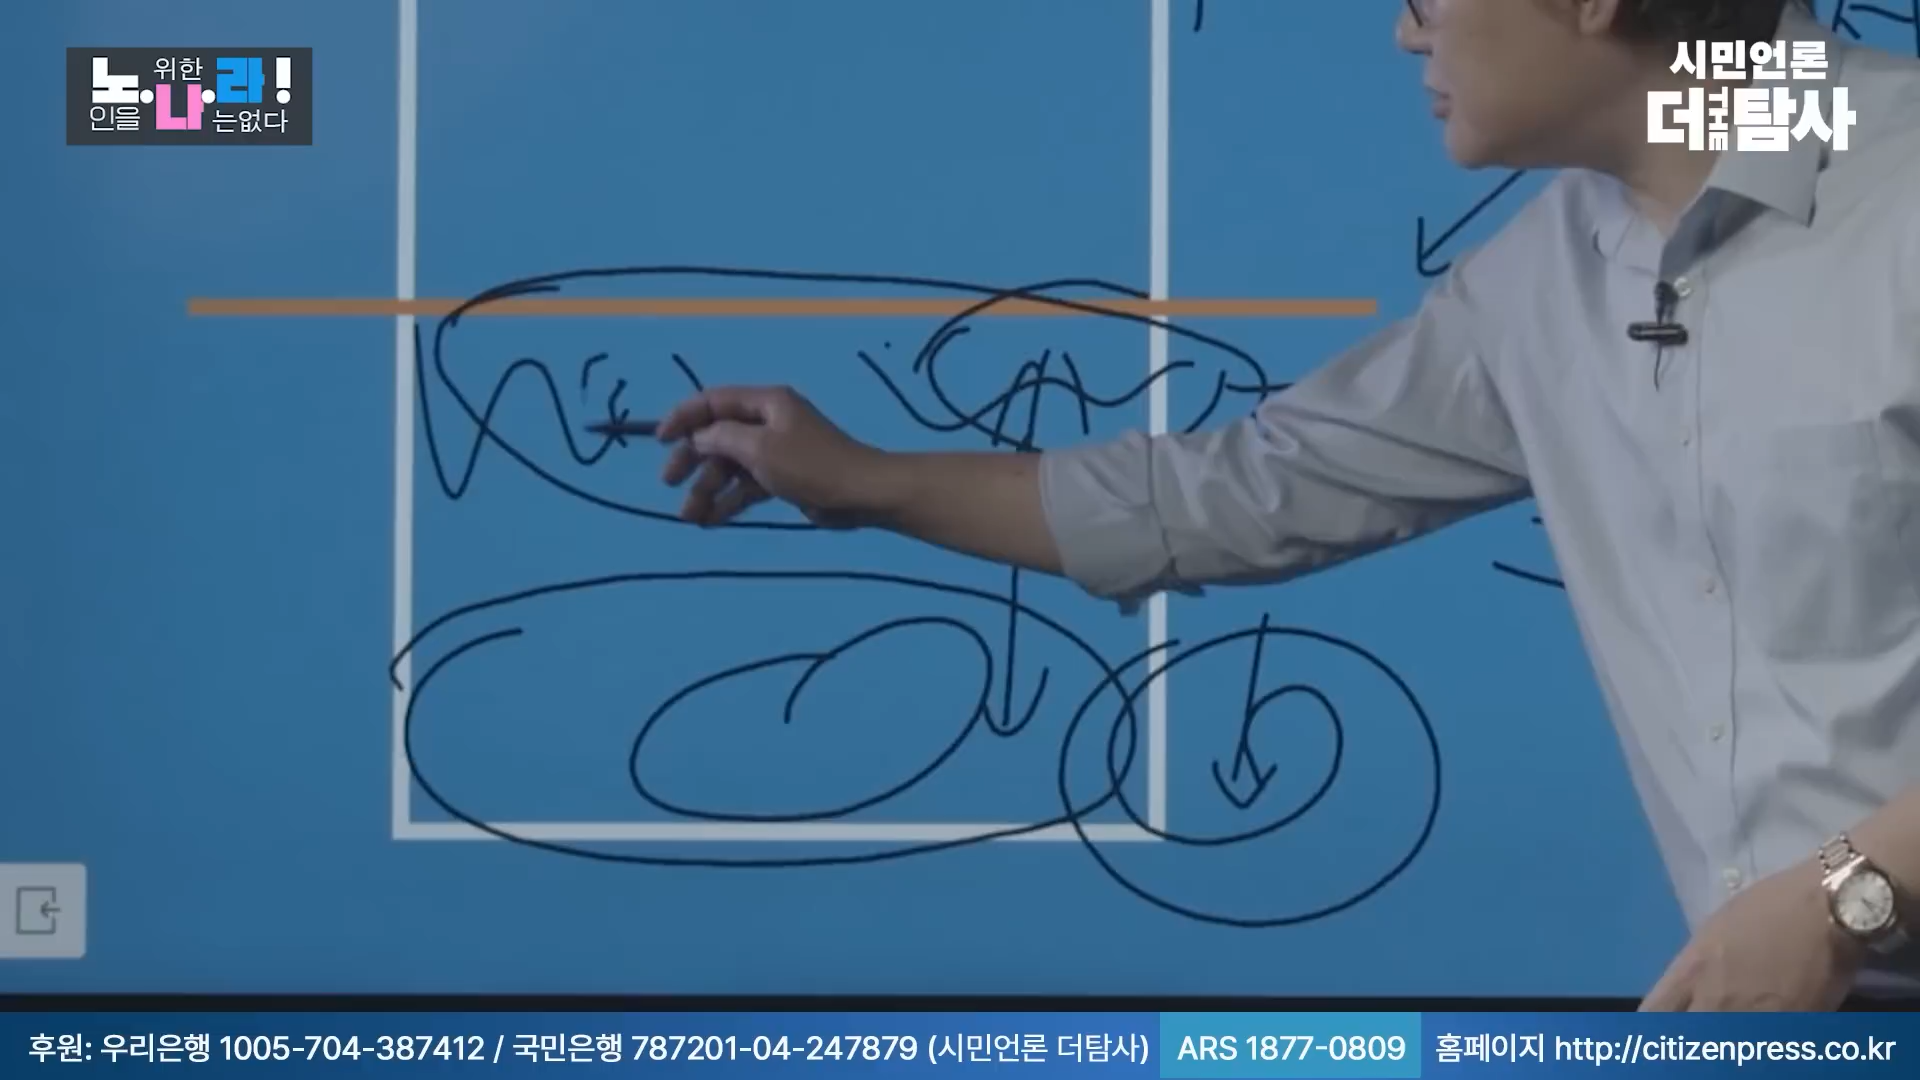 노.위한나.라!
인을 는없다
시민언론
더탐사
후원: 우리은행 1005-704-387412 / 국민은행 787201-04-247879 (시민언론 더탐사) ARS 1877-0809 홈페이지 http://citizenpress.co.kr